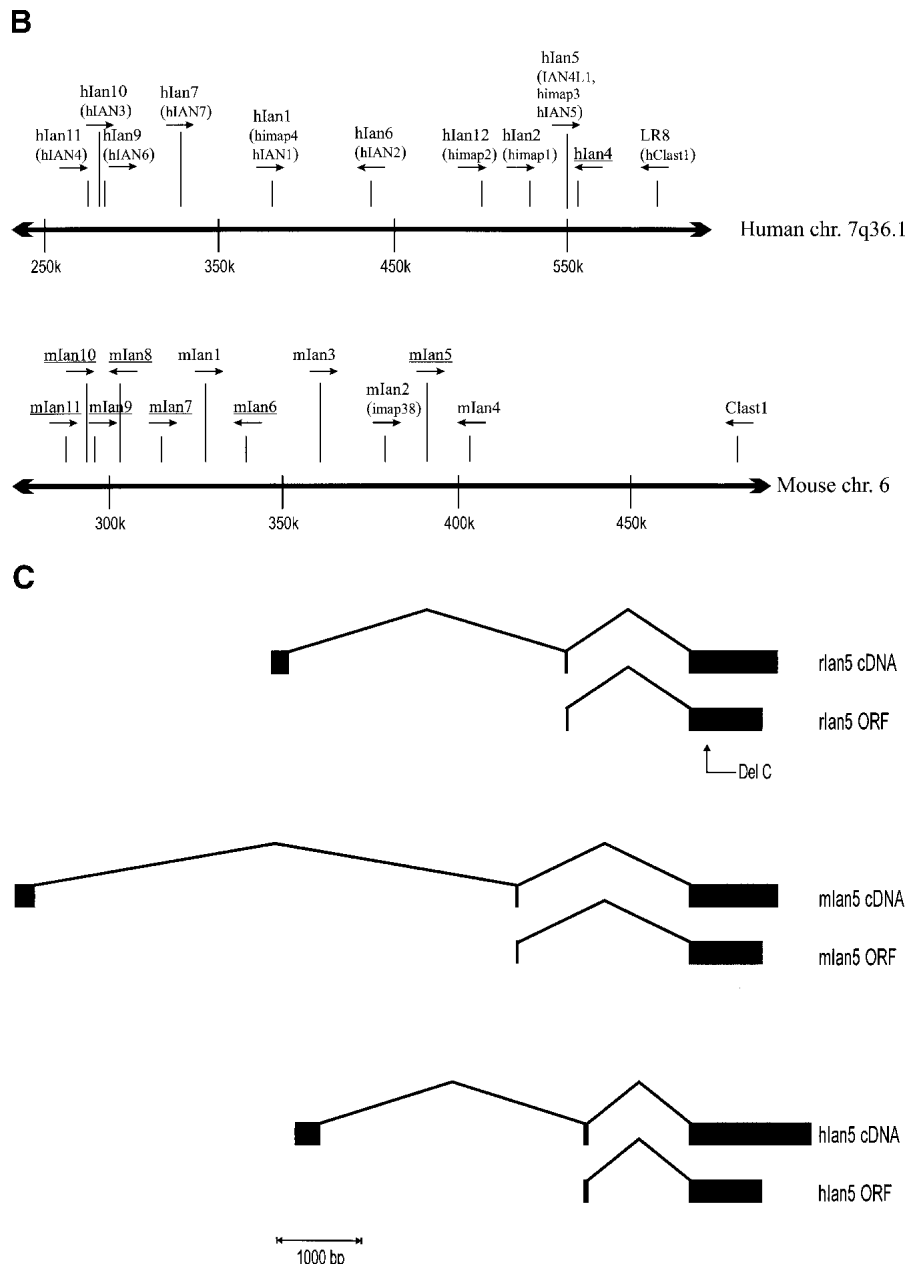 B
hIan5
(IAN4L1,
himap3
hIAN5)
hIan10
(hIAN3)
hIan7
(hIAN7)
hIan1
(himap4
hIAN1)
hIan11
(hIAN4)
hIan9
(hIAN6)
hIan6
(hIAN2)
hIan12
(himap2)
hIan2
(himap1)
hIan4
LR8
(hClast1)
Human chr. 7q36.1
250k 350k 450k 550k
mIan10 mIan8 mIan1 mIan3 mIan5
mIan11 mIan9 mIan7 mIan6 mIan2
(imap38)
mIan4 Clast1
Mouse chr. 6
300k 350k 400k 450k
C
rIan5 cDNA
rIan5 ORF
Del C
mIan5 cDNA
mIan5 ORF
hIan5 cDNA
hIan5 ORF
1000 bp